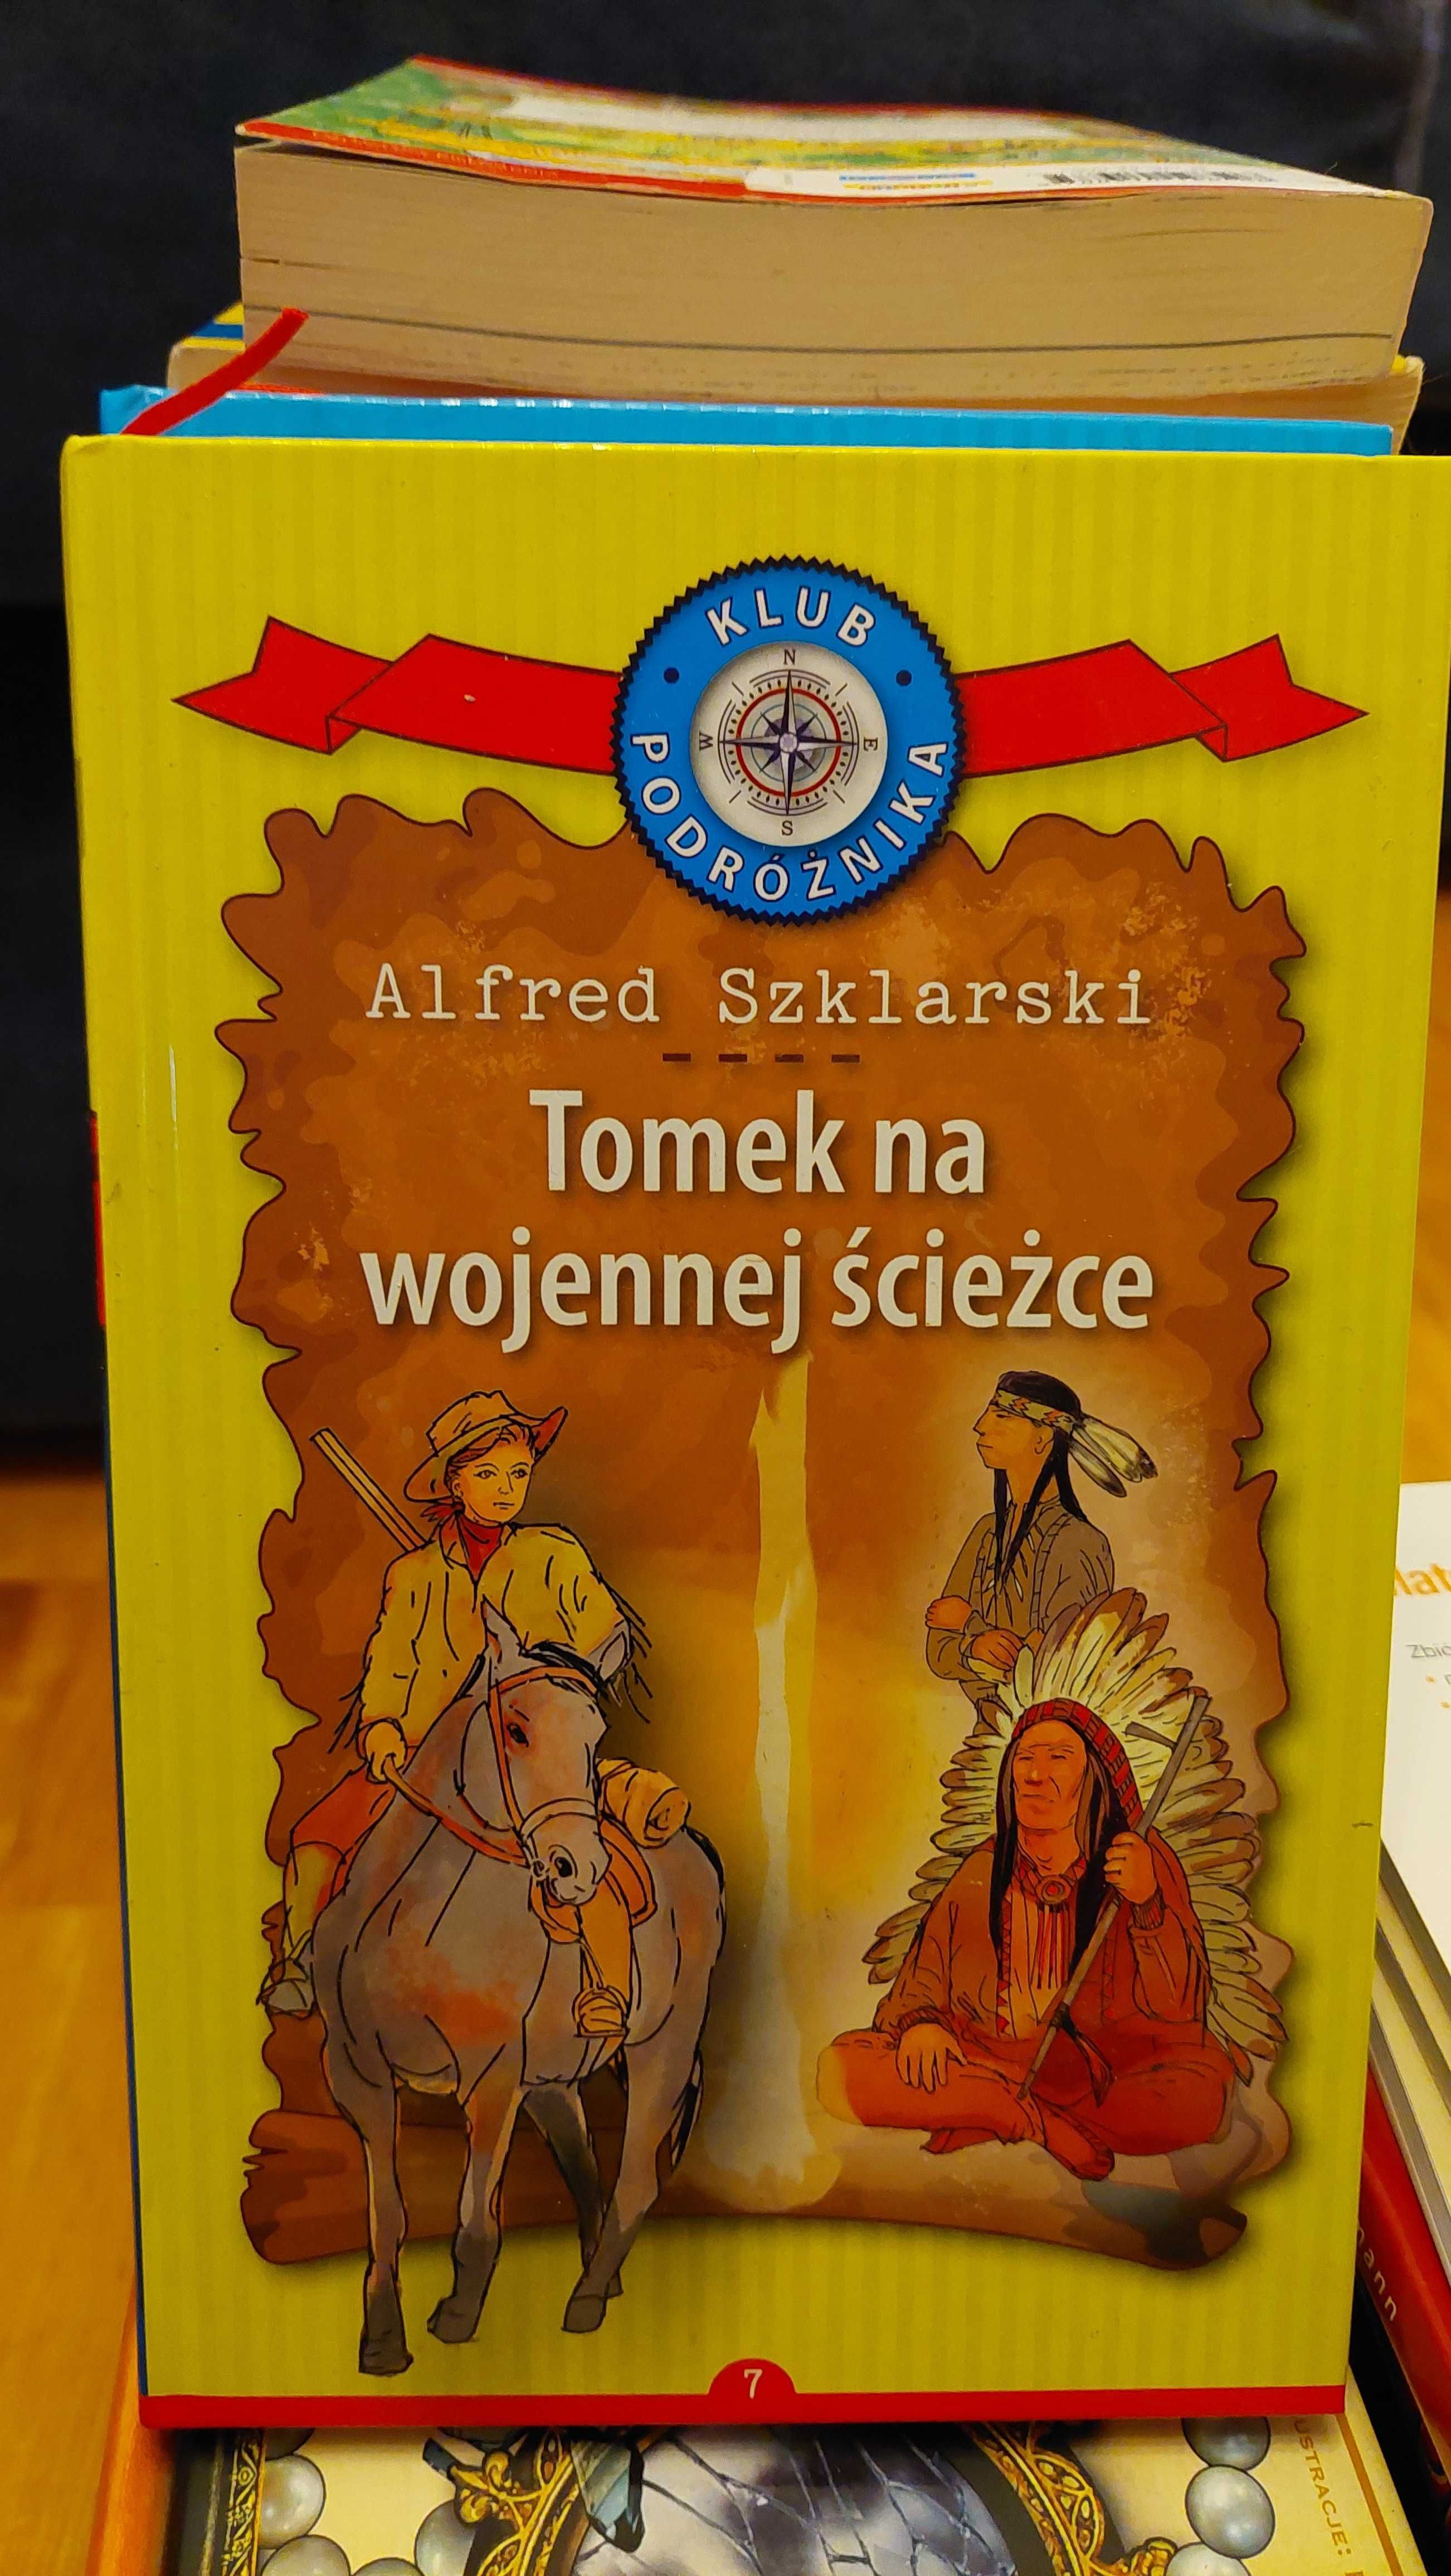 KLUB
PODRÓŻNIKA
N
W
E
S
Alfred Szklarski
Tomek na
wojennej ścieżce
7